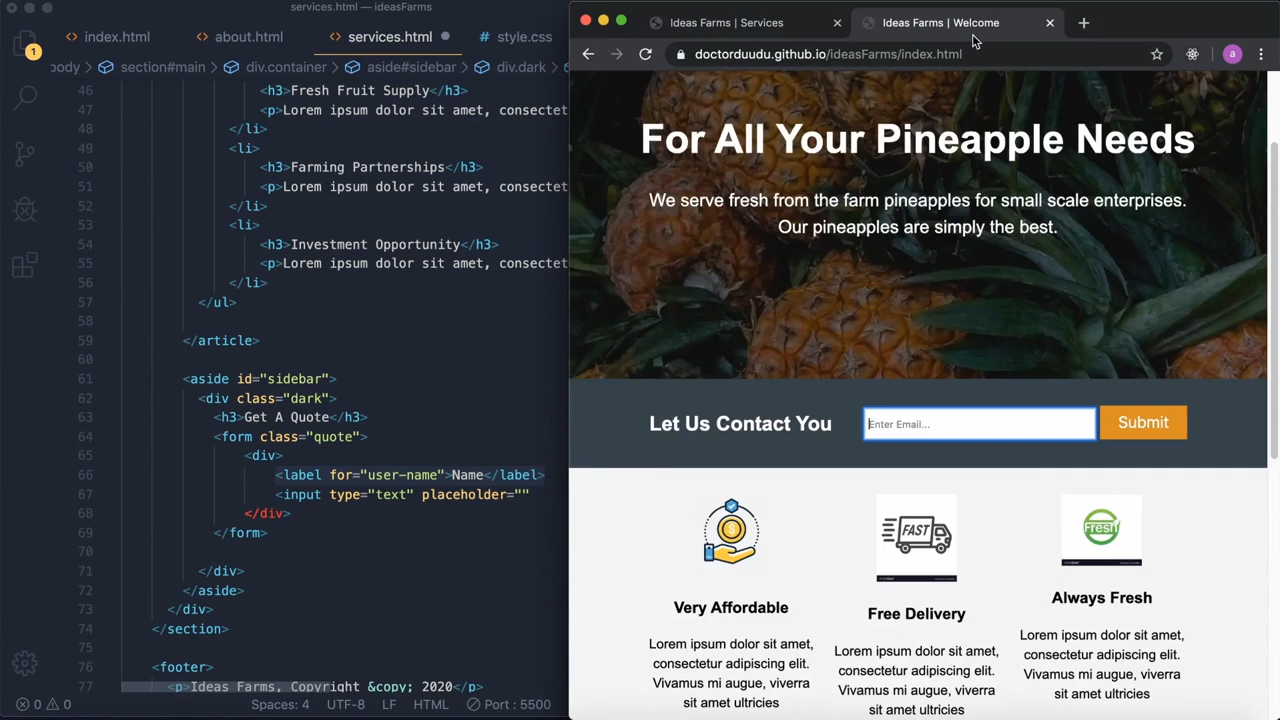 services.html — ideasFarms
index.html
about.html
services.html
style.css
body
section#main
div.container
aside#sidebar
div.dark
1
46 <h3>Fresh Fruit Supply</h3>
47 <p>Lorem ipsum dolor sit amet, consectet
48 </li>
49 <li>
50 <h3>Farming Partnerships</h3>
51 <p>Lorem ipsum dolor sit amet, consectet
52 </li>
53 <li>
54 <h3>Investment Opportunity</h3>
55 <p>Lorem ipsum dolor sit amet, consectet
56 </li>
57 </ul>
58
59 </article>
60
61 <aside id="sidebar">
62 <div class="dark">
63 <h3>Get A Quote</h3>
64 <form class="quote">
65 <div>
66 <label for="user-name">Name</label>
67 <input type="text" placeholder=""
68 </div>
69 </form>
70
71 </div>
72 </aside>
73 </div>
74 </section>
75
76 <footer>
77 <p>Ideas Farms, Copyright &copy; 2020</p>
0 0
Spaces: 4
UTF-8
LF
HTML
Port : 5500
Ideas Farms | Services
Ideas Farms | Welcome
doctorduudu.github.io/ideasFarms/index.html
a
For All Your Pineapple Needs
We serve fresh from the farm pineapples for small scale enterprises.
Our pineapples are simply the best.
Let Us Contact You
Enter Email...
Submit
$
FAST
Fresh
Very Affordable
Lorem ipsum dolor sit amet,
consectetur adipiscing elit.
Vivamus mi augue, viverra
sit amet ultricies
Free Delivery
Lorem ipsum dolor sit amet,
consectetur adipiscing elit.
Vivamus mi augue, viverra
sit amet ultricies
Always Fresh
Lorem ipsum dolor sit amet,
consectetur adipiscing elit.
Vivamus mi augue, viverra
sit amet ultricies